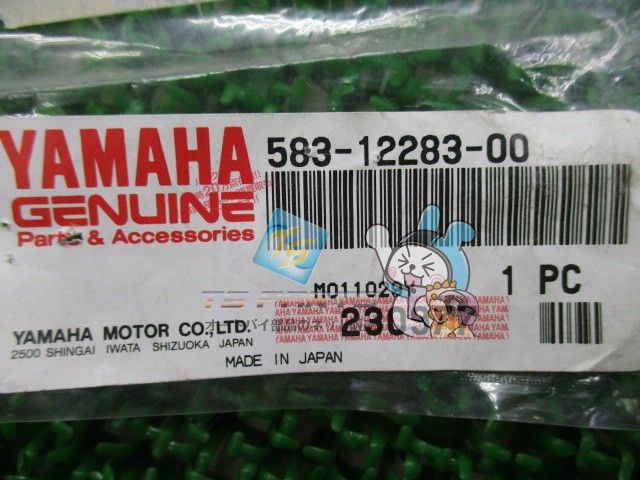 YAMAHA
GENUINE
Parts & Accessories
583-12283-00
1 PC
YAMAHA MOTOR CO.,LTD.
2500 SHINGAI IWATA SHIZUOKA JAPAN
MADE IN JAPAN